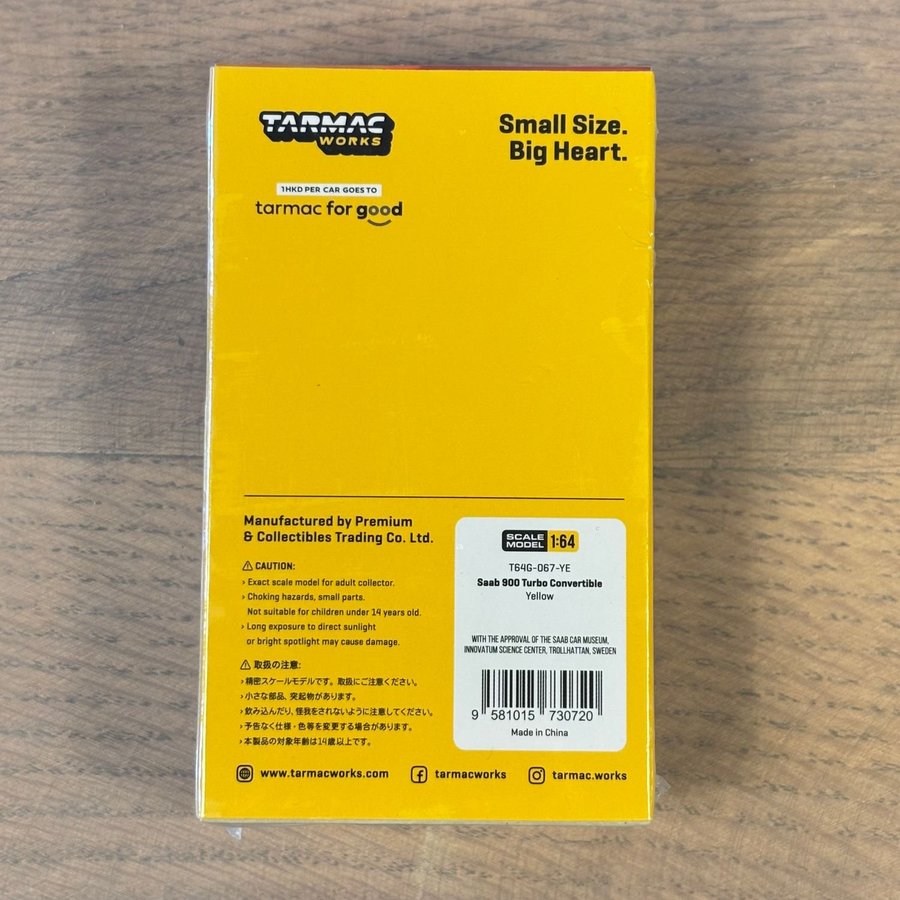 TARMAC
WORKS
Small Size.
Big Heart.
1HKD PER CAR GOES TO
tarmac for good
Manufactured by Premium
& Collectibles Trading Co. Ltd.
⚠ CAUTION:
› Exact scale model for adult collector.
› Choking hazards, small parts.
Not suitable for children under 14 years old.
› Long exposure to direct sunlight
or bright spotlight may cause damage.
⚠ 取扱の注意:
› 精密スケールモデルです。取扱にご注意ください。
› 小さな部品、突起物があります。
› 飲み込んだり、怪我をされないように注意してください。
› 予告なく仕様・色等を変更する場合があります。
› 本製品の対象年齢は14歳以上です。
SCALE
MODEL 1:64
T64G-067-YE
Saab 900 Turbo Convertible
Yellow
WITH THE APPROVAL OF THE SAAB CAR MUSEUM,
INNOVATUM SCIENCE CENTER, TROLLHATTAN, SWEDEN
9 581015 730720
Made in China
www.tarmacworks.com
tarmacworks
tarmac.works